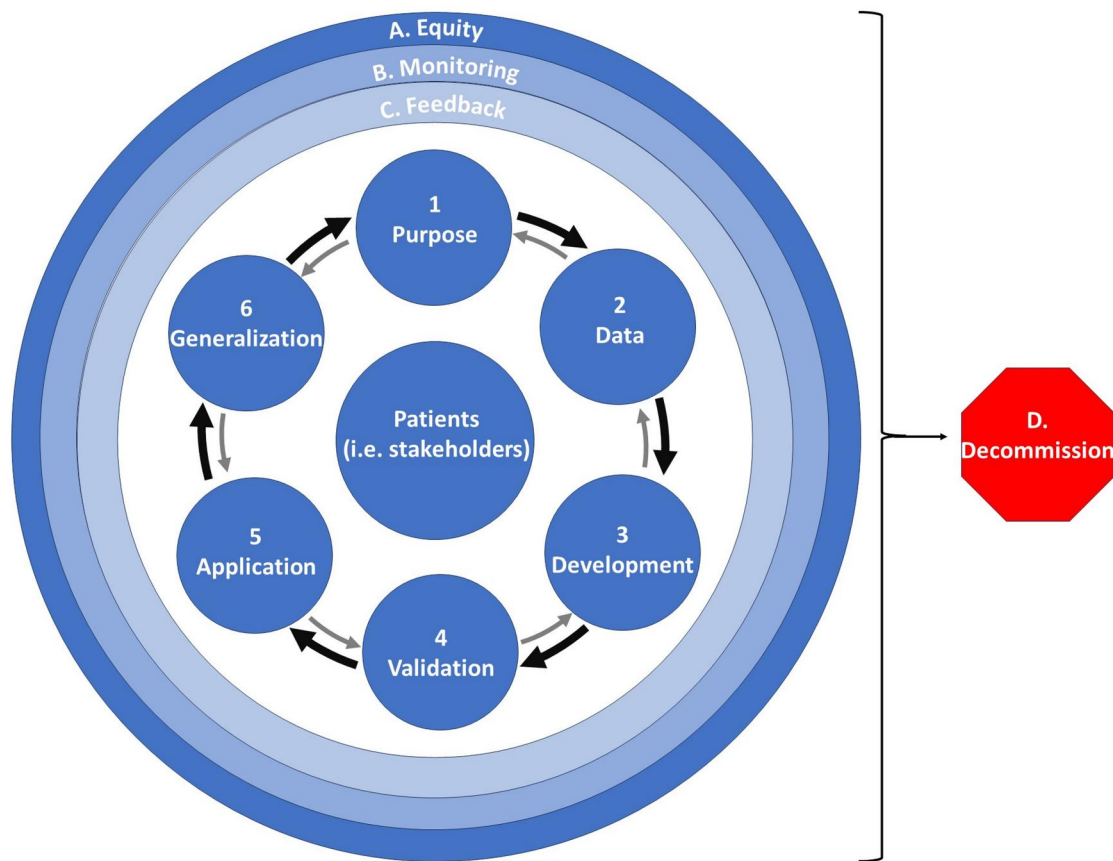 A. Equity
B. Monitoring
C. Feedback
1
Purpose
2
Data
6
Generalization
Patients
(i.e. stakeholders)
D.
Decommission
3
Development
5
Application
4
Validation